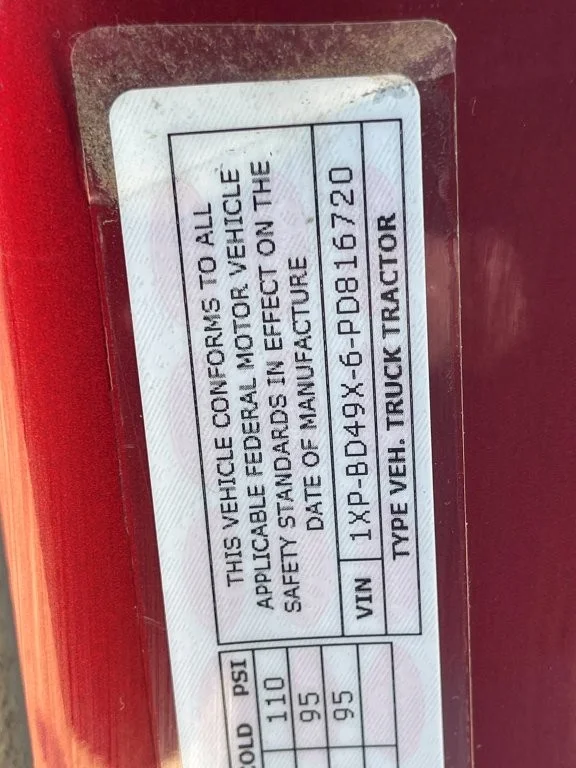 THIS VEHICLE CONFORMS TO ALL
APPLICABLE FEDERAL MOTOR VEHICLE
SAFETY STANDARDS IN EFFECT ON THE
DATE OF MANUFACTURE
VIN 1XP-BD49X-6-PD816720
TYPE VEH. TRUCK TRACTOR
COLD PSI
110
95
95